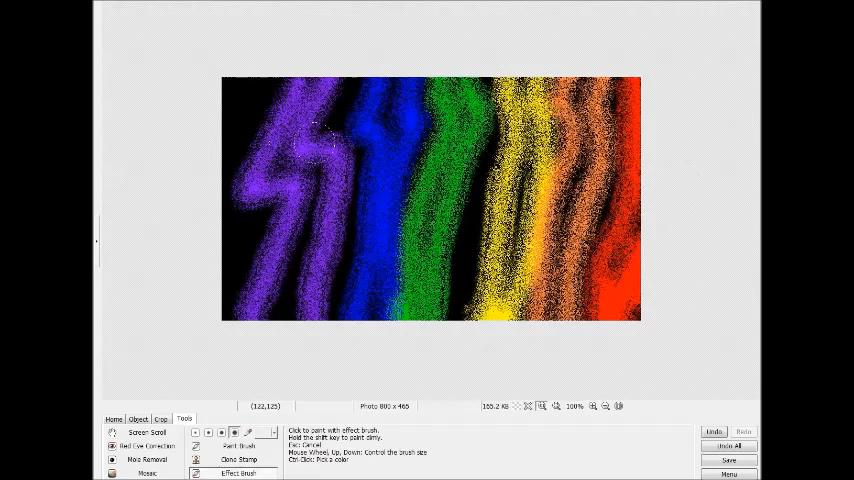 (122,125)
Photo 800 x 465
165.2 KB
100%
Home Object Crop Tools
Screen Scroll
Red Eye Correction
Mole Removal
Mosaic
Paint Brush
Clone Stamp
Effect Brush
Click to paint with effect brush.
Hold the shift key to paint dimly.
Esc: Cancel
Mouse Wheel, Up, Down: Control the brush size
Ctrl-Click: Pick a color
Undo Redo
Undo All
Save
Menu